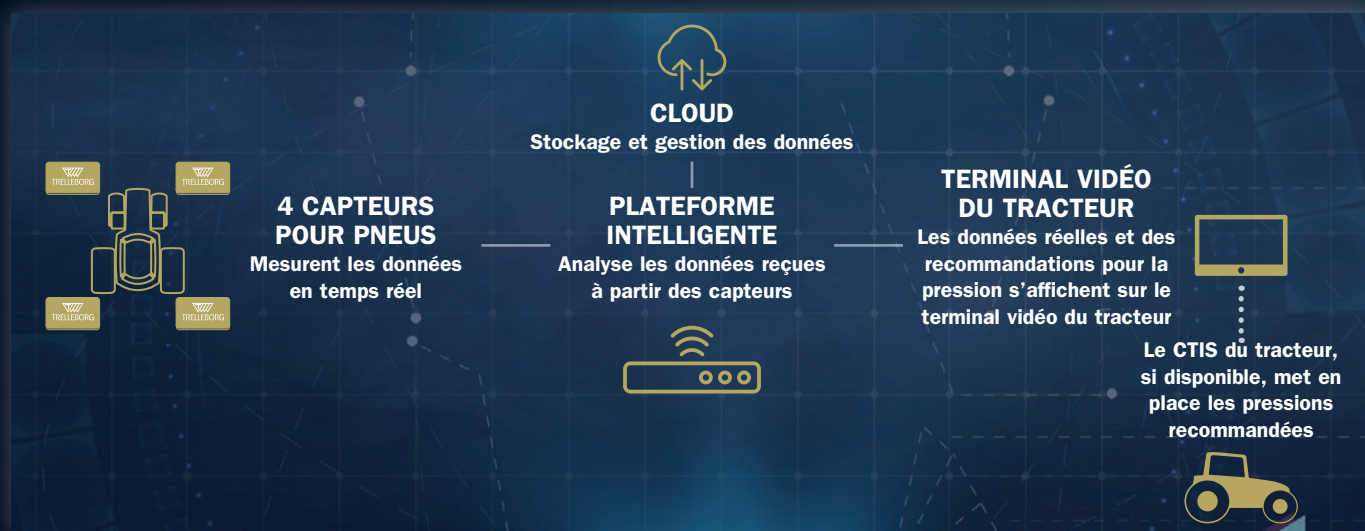 CLOUD
Stockage et gestion des données
TRELLEBORG
TRELLEBORG
TRELLEBORG
TRELLEBORG
4 CAPTEURS
POUR PNEUS
Mesurent les données
en temps réel
PLATEFORME
INTELLIGENTE
Analyse les données reçues
à partir des capteurs
TERMINAL VIDÉO
DU TRACTEUR
Les données réelles et des
recommandations pour la
pression s’affichent sur le
terminal vidéo du tracteur
Le CTIS du tracteur,
si disponible, met en
place les pressions
recommandées